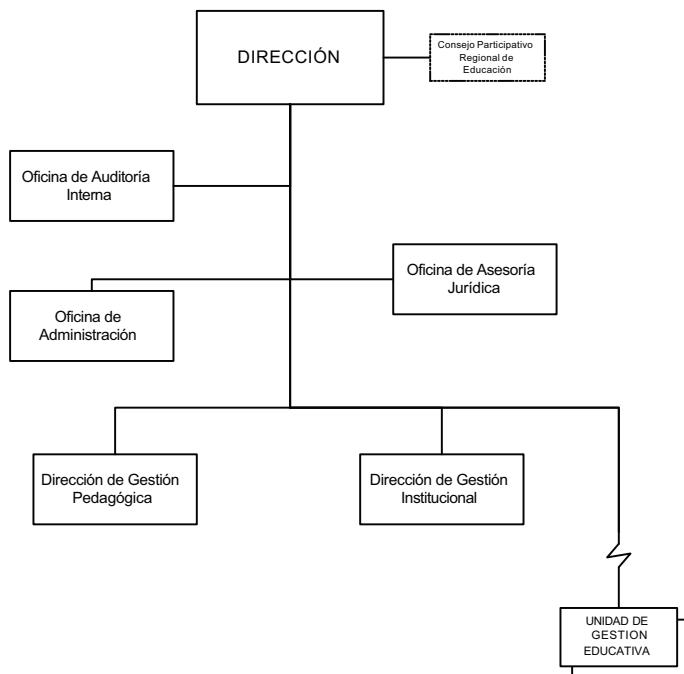 DIRECCIÓN
Consejo Participativo
Regional de
Educación
Oficina de Auditoría
Interna
Oficina de Asesoría
Jurídica
Oficina de
Administración
Dirección de Gestión
Pedagógica
Dirección de Gestión
Institucional
UNIDAD DE
GESTION
EDUCATIVA